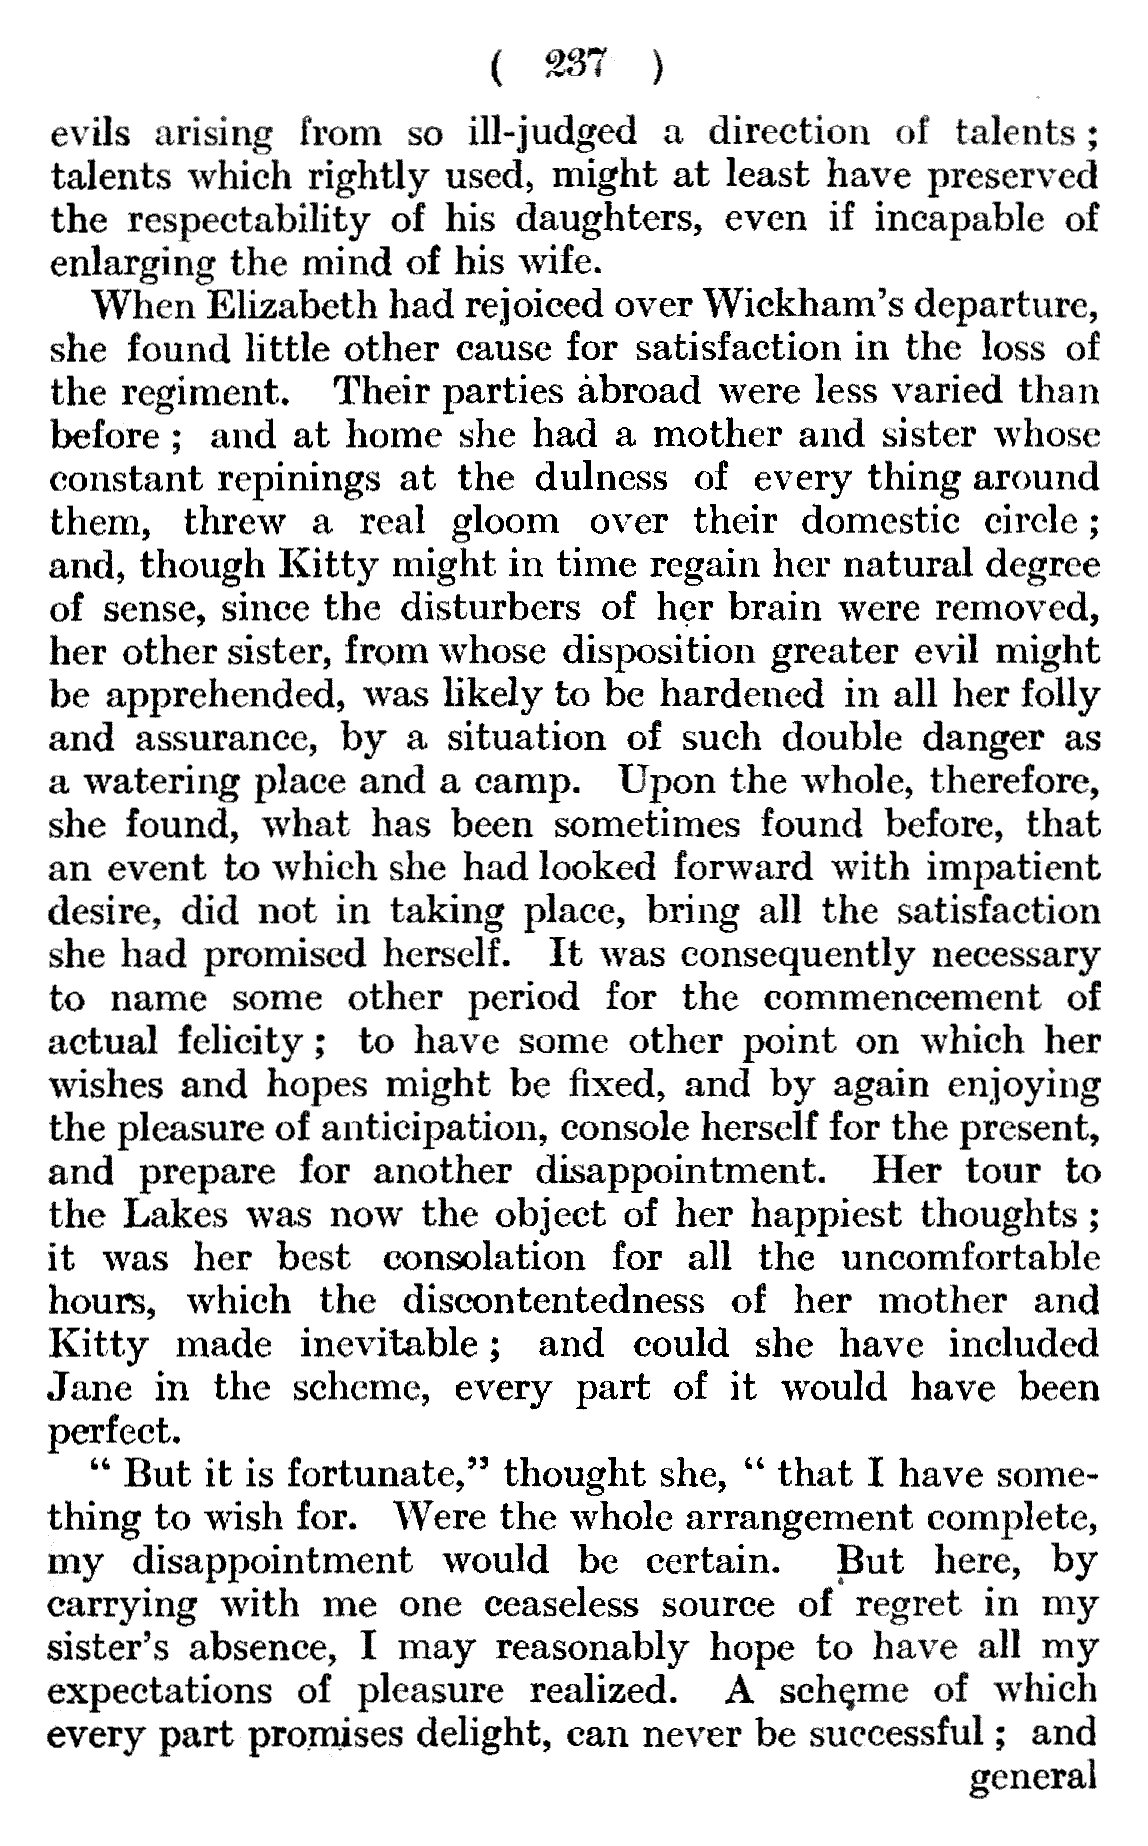 ( 237 )
evils arising from so ill-judged a direction of talents ;
talents which rightly used, might at least have preserved
the respectability of his daughters, even if incapable of
enlarging the mind of his wife.
When Elizabeth had rejoiced over Wickham's departure,
she found little other cause for satisfaction in the loss of
the regiment. Their parties abroad were less varied than
before ; and at home she had a mother and sister whose
constant repinings at the dulness of every thing around
them, threw a real gloom over their domestic circle ;
and, though Kitty might in time regain her natural degree
of sense, since the disturbers of her brain were removed,
her other sister, from whose disposition greater evil might
be apprehended, was likely to be hardened in all her folly
and assurance, by a situation of such double danger as
a watering place and a camp. Upon the whole, therefore,
she found, what has been sometimes found before, that
an event to which she had looked forward with impatient
desire, did not in taking place, bring all the satisfaction
she had promised herself. It was consequently necessary
to name some other period for the commencement of
actual felicity ; to have some other point on which her
wishes and hopes might be fixed, and by again enjoying
the pleasure of anticipation, console herself for the present,
and prepare for another disappointment. Her tour to
the Lakes was now the object of her happiest thoughts ;
it was her best consolation for all the uncomfortable
hours, which the discontentedness of her mother and
Kitty made inevitable ; and could she have included
Jane in the scheme, every part of it would have been
perfect.
“ But it is fortunate,” thought she, “ that I have some-
thing to wish for. Were the whole arrangement complete,
my disappointment would be certain. But here, by
carrying with me one ceaseless source of regret in my
sister's absence, I may reasonably hope to have all my
expectations of pleasure realized. A scheme of which
every part promises delight, can never be successful ; and
general